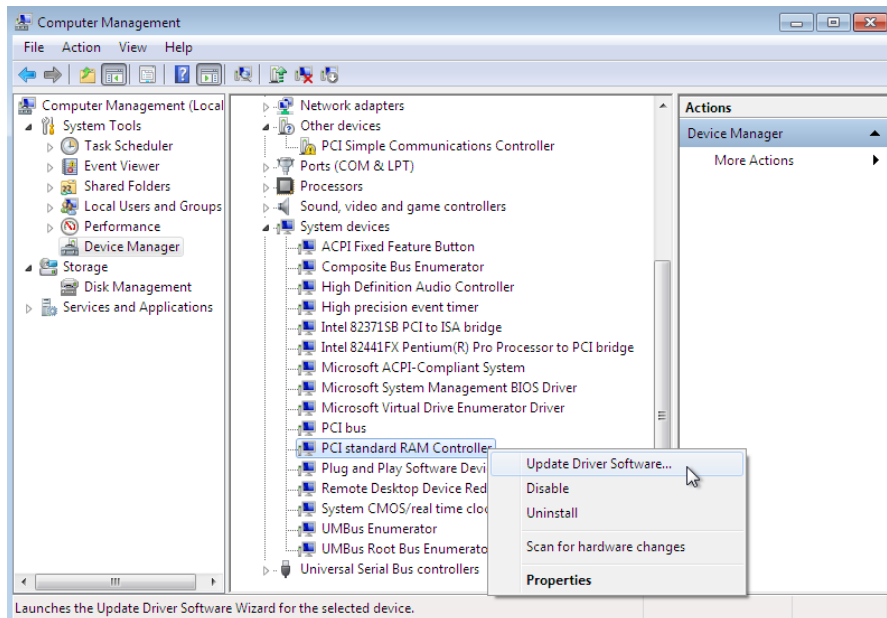 Computer Management
File Action View Help
Computer Management (Local
System Tools
Task Scheduler
Event Viewer
Shared Folders
Local Users and Groups
Performance
Device Manager
Storage
Disk Management
Services and Applications
Network adapters
Other devices
PCI Simple Communications Controller
Ports (COM & LPT)
Processors
Sound, video and game controllers
System devices
ACPI Fixed Feature Button
Composite Bus Enumerator
High Definition Audio Controller
High precision event timer
Intel 82371SB PCI to ISA bridge
Intel 82441FX Pentium(R) Pro Processor to PCI bridge
Microsoft ACPI-Compliant System
Microsoft System Management BIOS Driver
Microsoft Virtual Drive Enumerator Driver
PCI bus
PCI standard RAM Controller
Plug and Play Software Devi
Remote Desktop Device Red
System CMOS/real time cloc
UMBus Enumerator
UMBus Root Bus Enumerato
Universal Serial Bus controllers
Update Driver Software...
Disable
Uninstall
Scan for hardware changes
Properties
Actions
Device Manager
More Actions
Launches the Update Driver Software Wizard for the selected device.